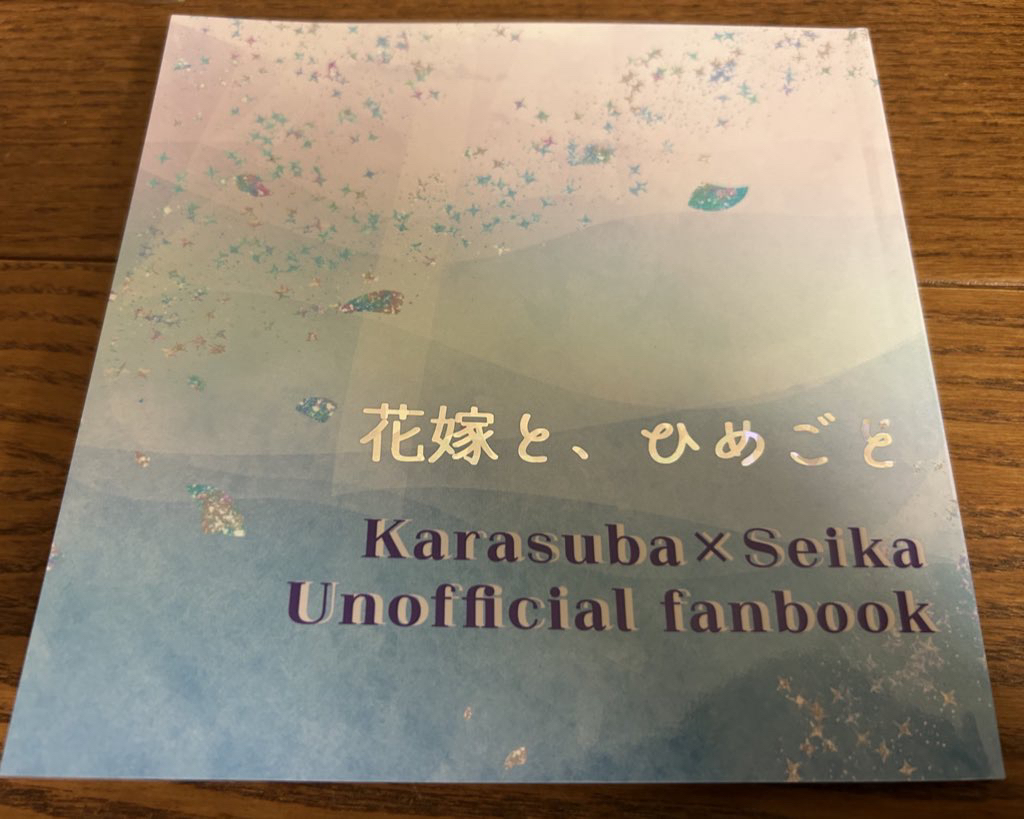 花嫁と、ひめごと
Karasuba×Seika
Unofficial fanbook